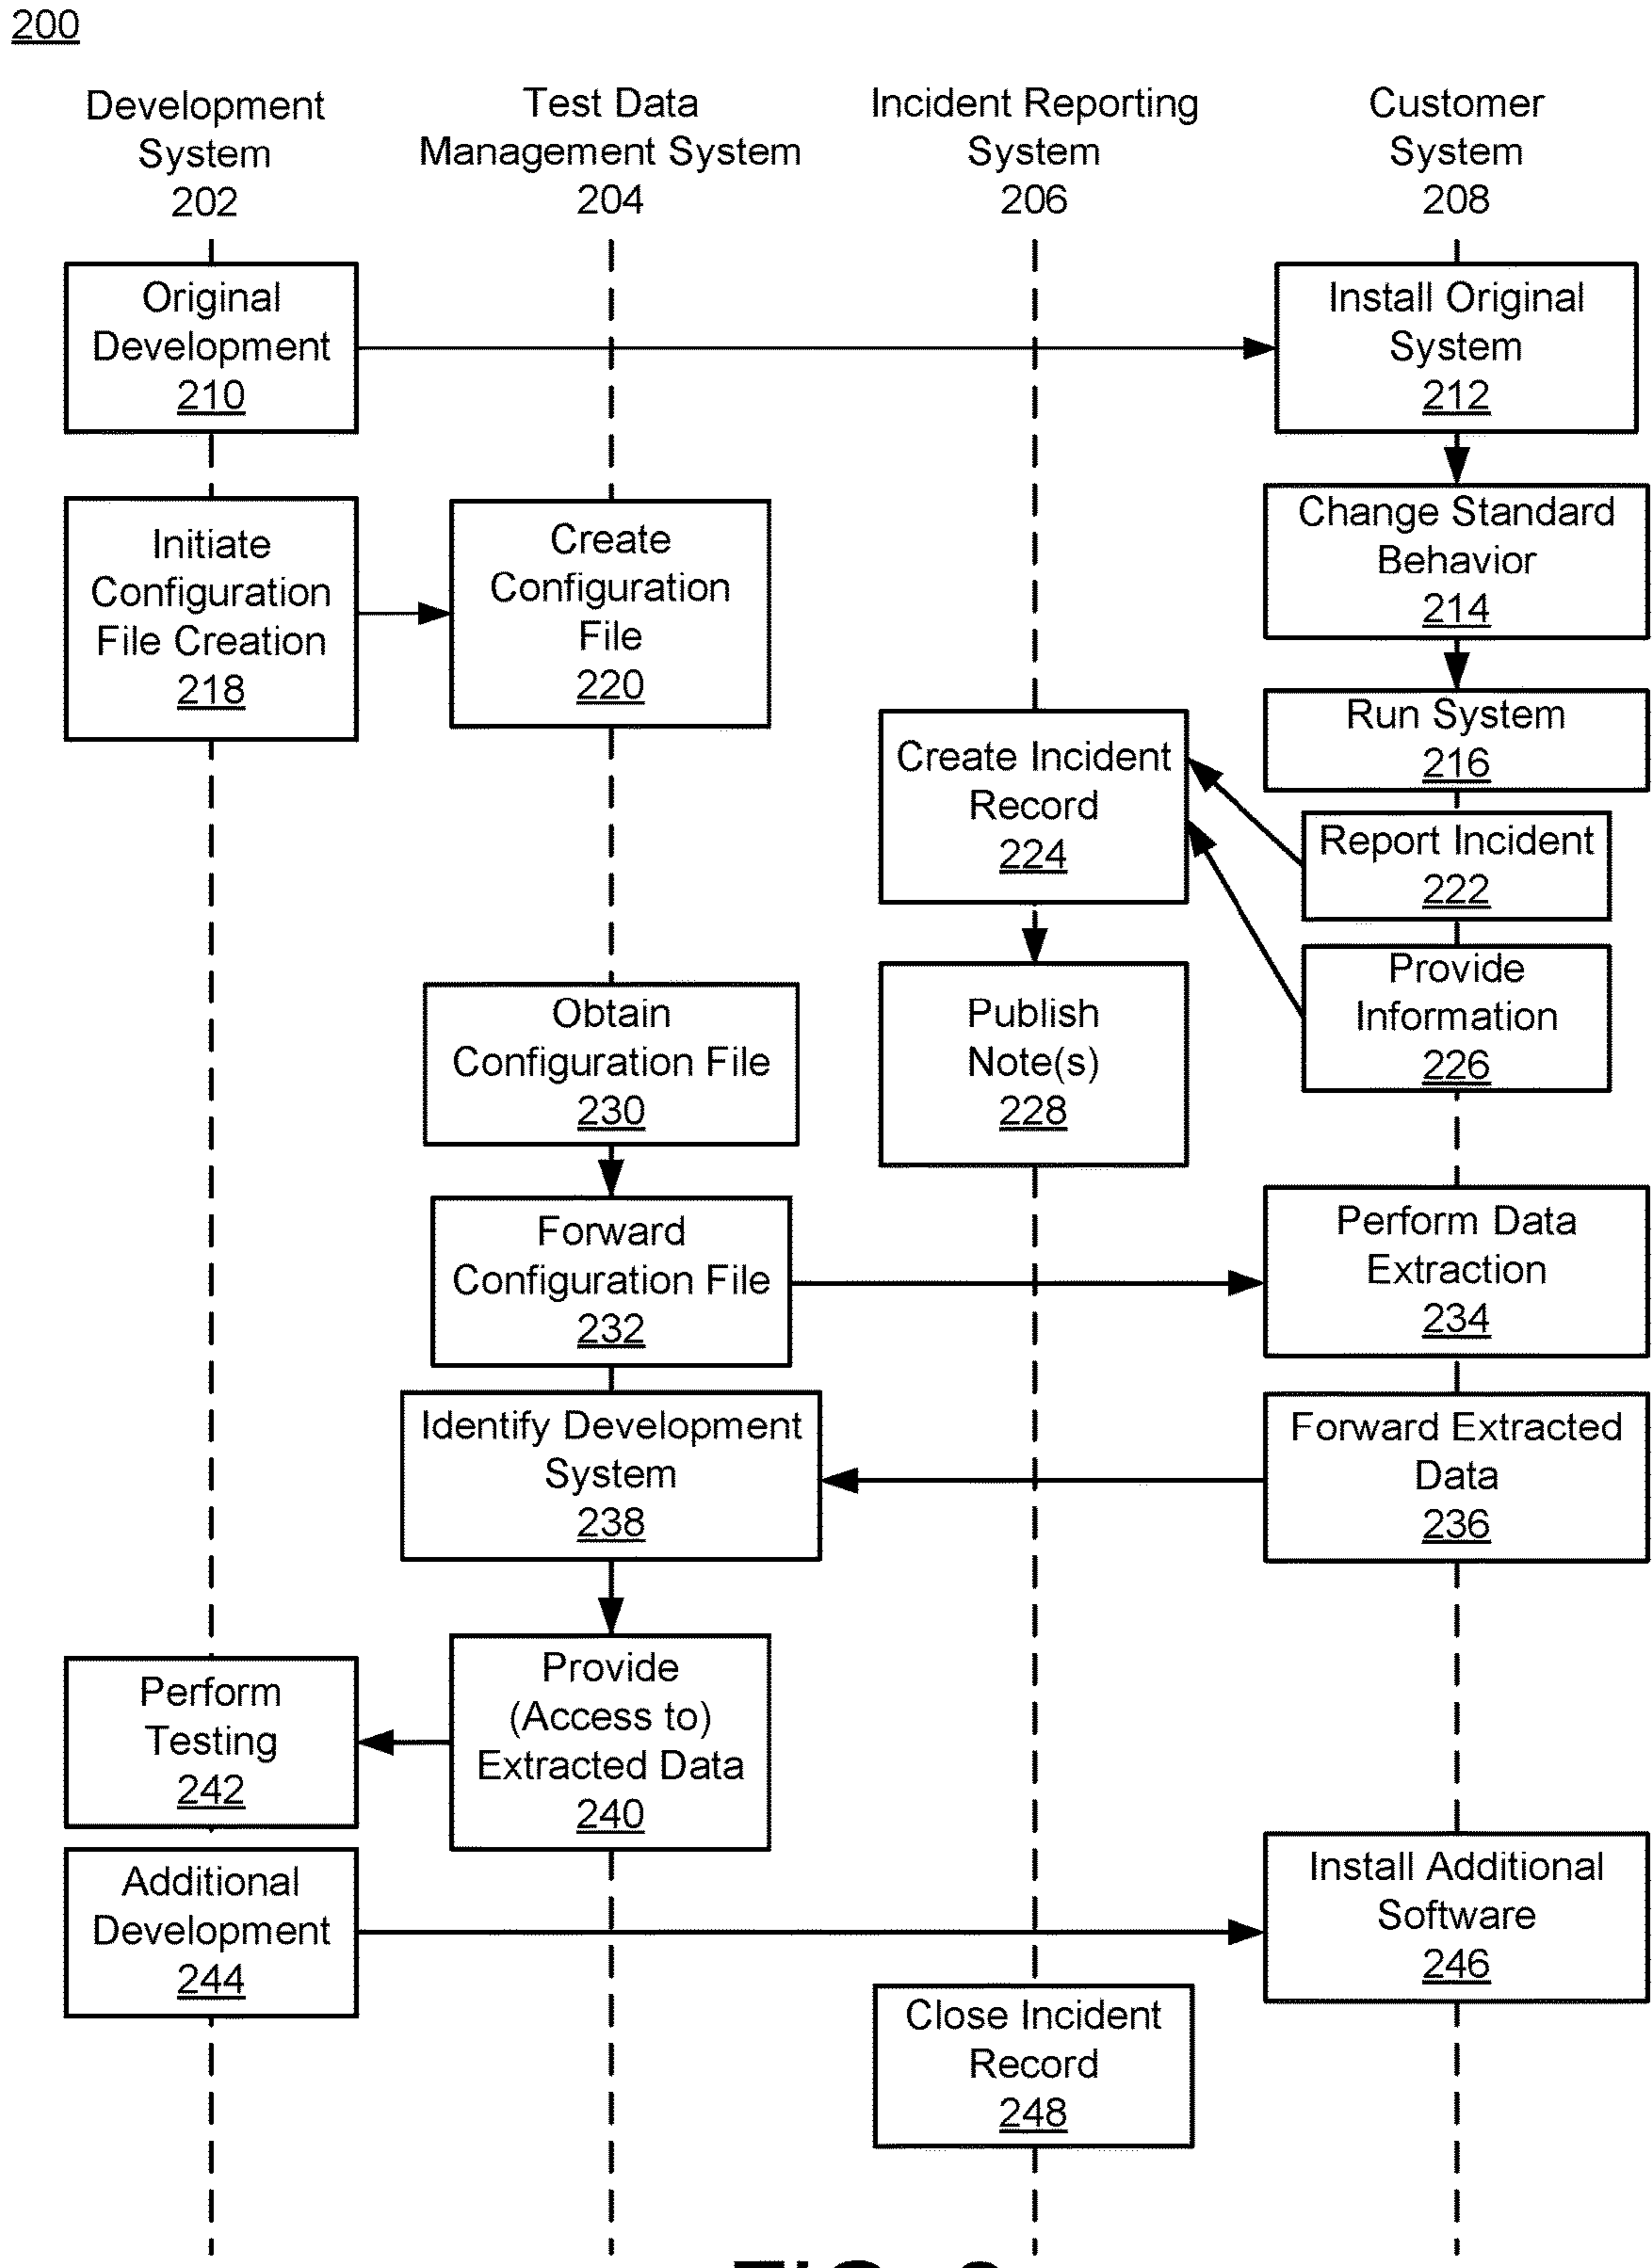 200
Development
System
202
Test Data
Management System
204
Incident Reporting
System
206
Customer
System
208
Original
Development
210
Install Original
System
212
Change Standard
Behavior
214
Initiate
Configuration
File Creation
218
Create
Configuration
File
220
Run System
216
Create Incident
Record
224
Report Incident
222
Provide
Information
226
Obtain
Configuration File
230
Publish
Note(s)
228
Forward
Configuration File
232
Perform Data
Extraction
234
Identify Development
System
238
Forward Extracted
Data
236
Perform
Testing
242
Provide
(Access to)
Extracted Data
240
Additional
Development
244
Install Additional
Software
246
Close Incident
Record
248